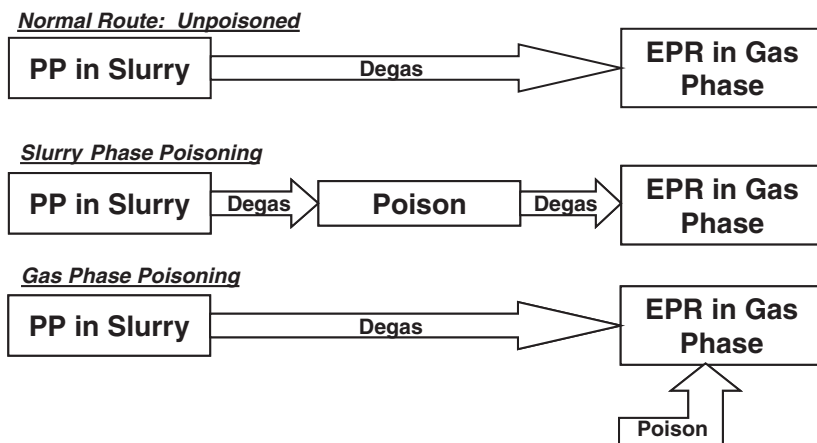 Normal Route: Unpoisoned
PP in Slurry
Degas
EPR in Gas
Phase
Slurry Phase Poisoning
PP in Slurry
Degas
Poison
Degas
EPR in Gas
Phase
Gas Phase Poisoning
PP in Slurry
Degas
EPR in Gas
Phase
Poison